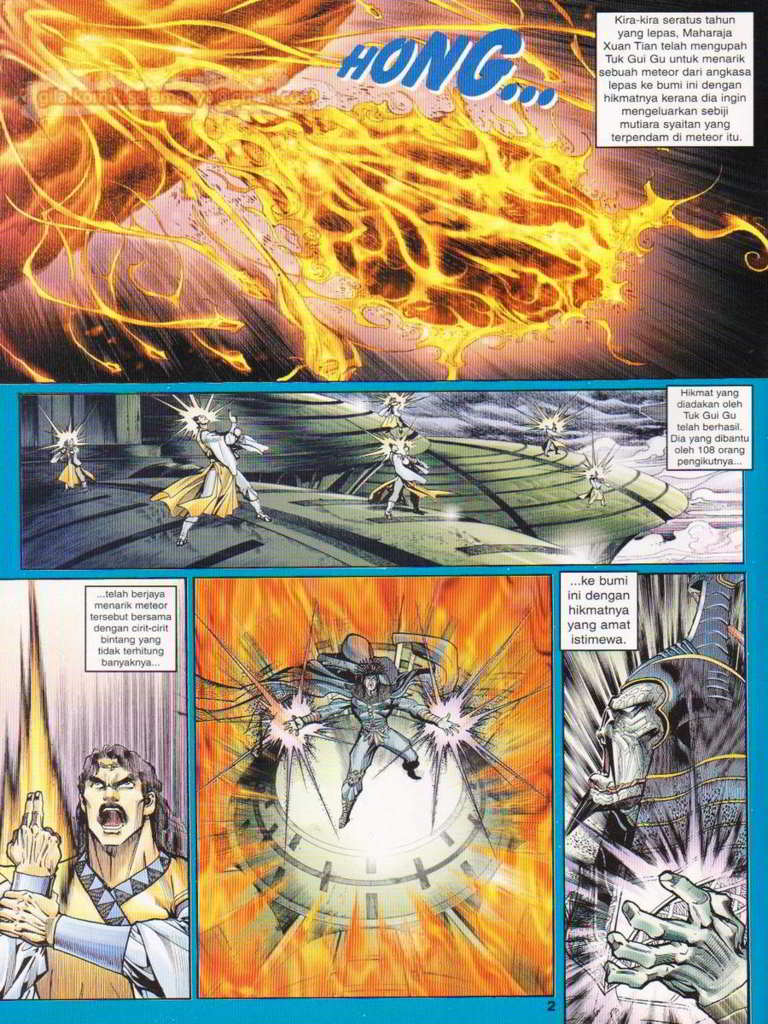 Kira-kira seratus tahun
yang lepas, Maharaja
Xuan Tian telah mengupah
Tuk Gui Gu untuk menarik
sebuah meteor dari angkasa
lepas ke bumi ini dengan
hikmatnya kerana dia ingin
mengeluarkan sebiji
mutiara syaitan yang
terpendam di meteor itu.
HONG...
Hikmat yang
diadakan oleh
Tuk Gui Gu
telah berhasil.
Dia yang dibantu
oleh 108 orang
pengikutnya...
...telah berjaya
menarik meteor
tersebut bersama
dengan cirit-cirit
bintang yang
tidak terhitung
banyaknya...
...ke bumi
ini dengan
hikmatnya
yang amat
istimewa.
2